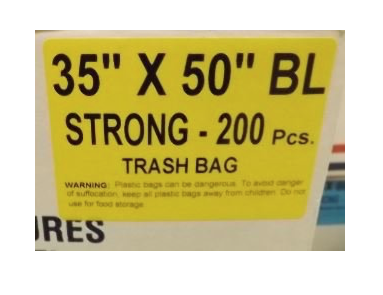 35" X 50" BL
STRONG - 200 Pcs.
TRASH BAG
WARNING: Plastic bags can be dangerous. To avoid danger
of suffocation, keep all plastic bags away from children. Do not
use for food storage.
URES